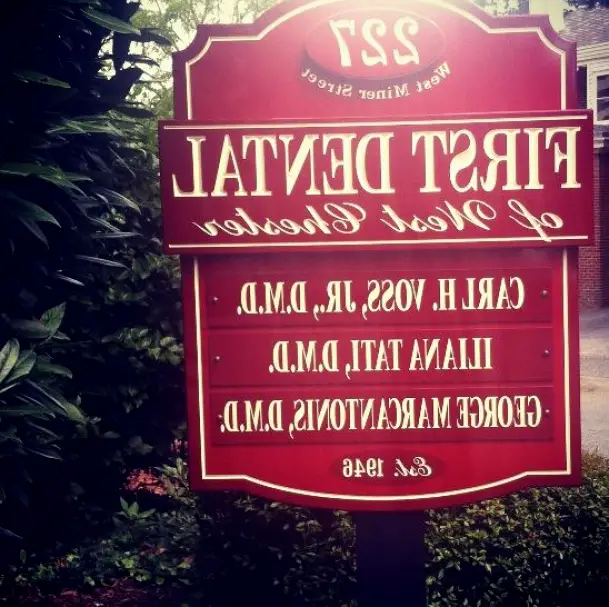 227
West Miner Street
FIRST DENTAL
of West Chester
CARL H. VOSS, JR., D.M.D.
ILIANA TATI, D.M.D.
GEORGE MARCANTONIS, D.M.D.
Est. 1946